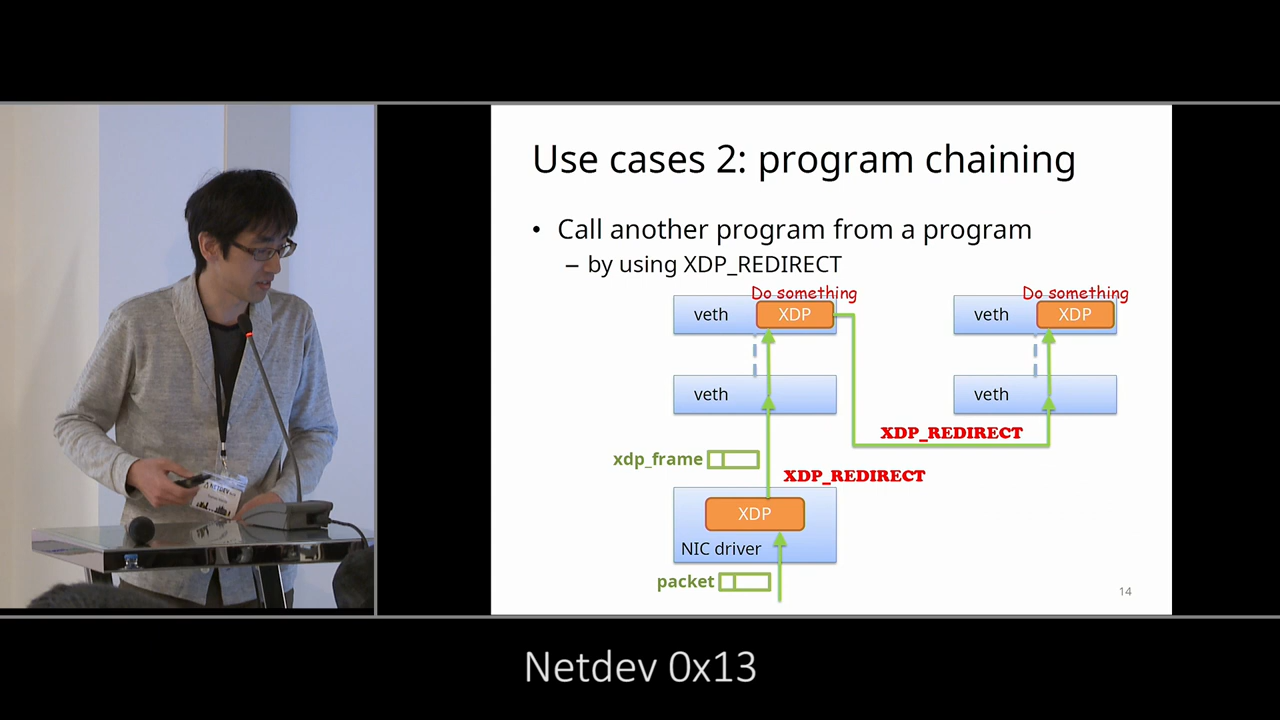 Use cases 2: program chaining
• Call another program from a program
– by using XDP_REDIRECT
Do something
Do something
veth
XDP
veth
XDP
veth
veth
XDP_REDIRECT
xdp_frame
XDP_REDIRECT
XDP
NIC driver
packet
14
NETDEV
Netdev 0x13